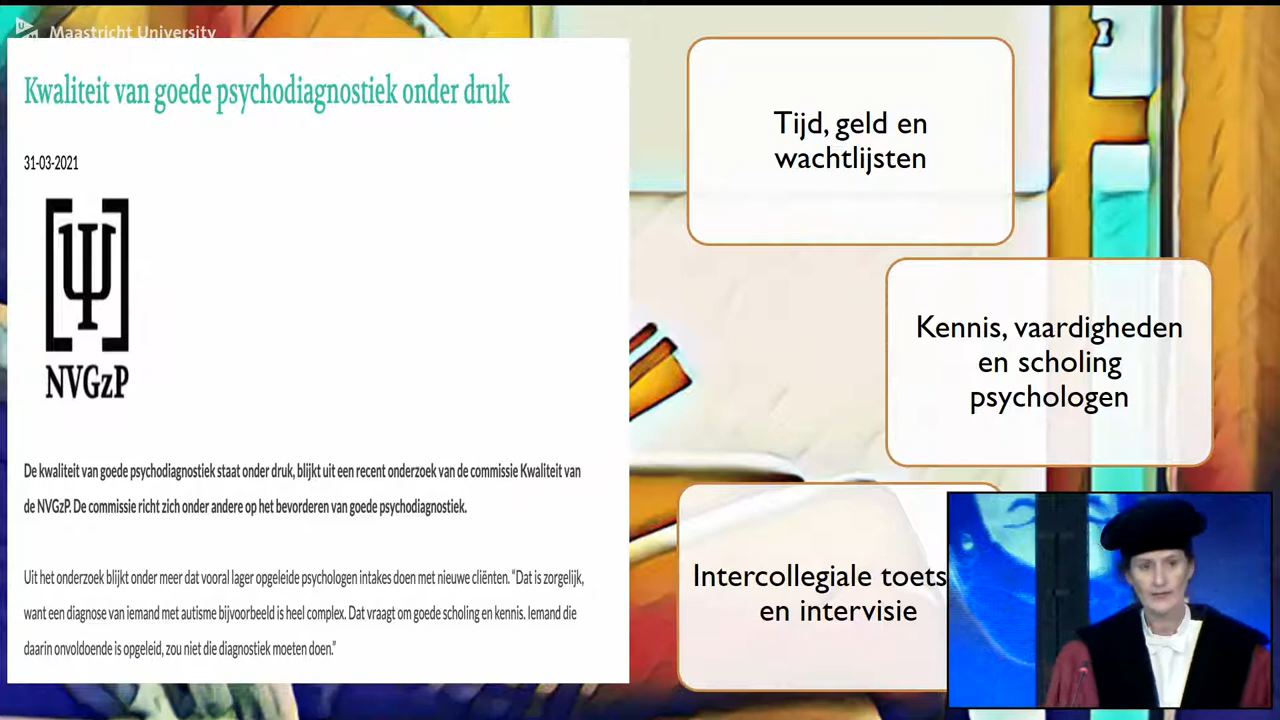 Maastricht University
Kwaliteit van goede psychodiagnostiek onder druk
31-03-2021
[Ψ]
NVGzP
De kwaliteit van goede psychodiagnostiek staat onder druk, blijkt uit een recent onderzoek van de commissie Kwaliteit van
de NVGzP. De commissie richt zich onder andere op het bevorderen van goede psychodiagnostiek.
Uit het onderzoek blijkt onder meer dat vooral lager opgeleide psychologen intakes doen met nieuwe cliënten. “Dat is zorgelijk,
want een diagnose van iemand met autisme bijvoorbeeld is heel complex. Dat vraagt om goede scholing en kennis. Iemand die
daarin onvoldoende is opgeleid, zou niet die diagnostiek moeten doen.”
Tijd, geld en
wachtlijsten
Kennis, vaardigheden
en scholing
psychologen
Intercollegiale toets
en intervisie